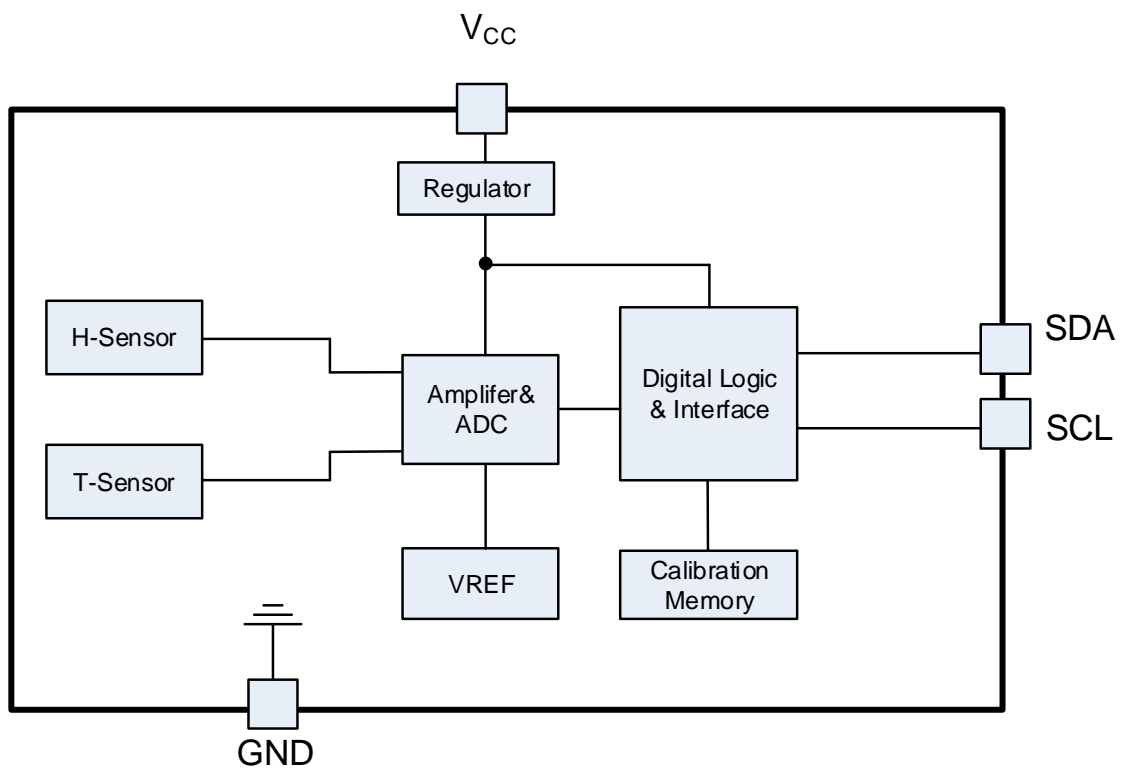 VCC
Regulator
H-Sensor
SDA
Digital Logic
& Interface
Amplifer&
ADC
SCL
T-Sensor
VREF
Calibration
Memory
GND